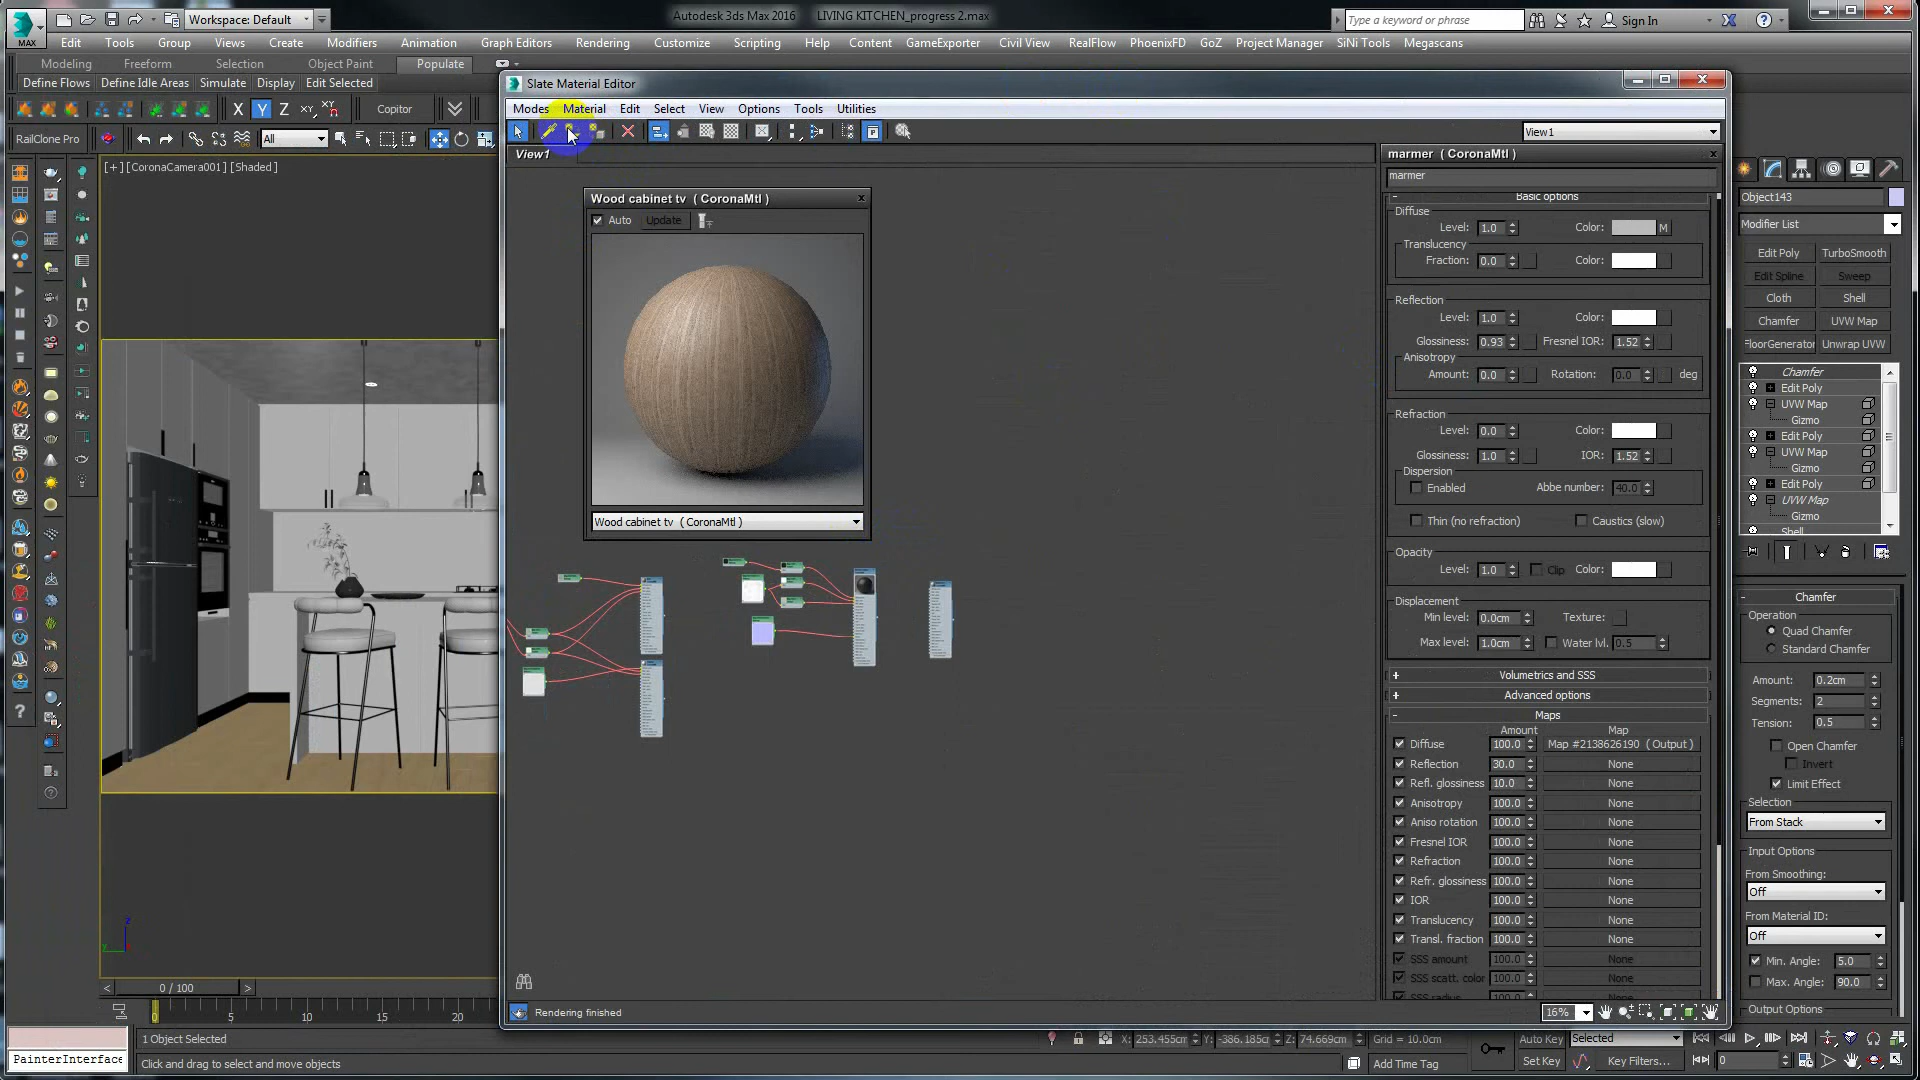 MAX
Workspace: Default
Autodesk 3ds Max 2016 LIVING KITCHEN_progress 2.max
Type a keyword or phrase
Sign In
Edit Tools Group Views Create Modifiers Animation Graph Editors Rendering Customize Scripting Help Content GameExporter Civil View RealFlow PhoenixFD GoZ Project Manager SiNi Tools Megascans
Modeling Freeform Selection Object Paint Populate
Define Flows Define Idle Areas Simulate Display Edit Selected
X Y Z XY Copitor
RailClone Pro All
[+] [CoronaCamera001] [Shaded]
Slate Material Editor
Modes Material Edit Select View Options Tools Utilities
View1
View1
Wood cabinet tv ( CoronaMtl )
Auto Update
Wood cabinet tv ( CoronaMtl )
marmer ( CoronaMtl )
marmer
Basic options
Diffuse
Level: 1.0 Color: M
Translucency
Fraction: 0.0 Color:
Reflection
Level: 1.0 Color:
Glossiness: 0.93 Fresnel IOR: 1.52
Anisotropy
Amount: 0.0 Rotation: 0.0 deg
Refraction
Level: 0.0 Color:
Glossiness: 1.0 IOR: 1.52
Dispersion
Enabled Abbe number: 40.0
Thin (no refraction) Caustics (slow)
Opacity
Level: 1.0 Clip Color:
Displacement
Min level: 0.0cm Texture:
Max level: 1.0cm Water lvl. 0.5
+ Volumetrics and SSS
+ Advanced options
- Maps
Amount Map
Diffuse 100.0 Map #2138626190 ( Output )
Reflection 30.0 None
Refl. glossiness 10.0 None
Anisotropy 100.0 None
Aniso rotation 100.0 None
Fresnel IOR 100.0 None
Refraction 100.0 None
Refr. glossiness 100.0 None
IOR 100.0 None
Translucency 100.0 None
Transl. fraction 100.0 None
SSS amount 100.0 None
SSS scatt. color 100.0 None
SSS radius
Rendering finished
16%
Object143
Modifier List
Edit Poly TurboSmooth
Edit Spline Sweep
Cloth Shell
Chamfer UVW Map
FloorGenerator Unwrap UVW
Chamfer
Edit Poly
UVW Map
Gizmo
Edit Poly
UVW Map
Gizmo
Edit Poly
UVW Map
Gizmo
Shell
- Chamfer
Operation
Quad Chamfer
Standard Chamfer
Amount: 0.2cm
Segments: 2
Tension: 0.5
Open Chamfer
Invert
Limit Effect
Selection
From Stack
Input Options
From Smoothing:
Off
From Material ID:
Off
Min. Angle: 5.0
Max. Angle: 90.0
Output Options
z
y
< 0 / 100 >
0 5 10 15 20
PainterInterface
1 Object Selected
Click and drag to select and move objects
X: 253.455cm Y: -386.185cm Z: 74.669cm Grid = 10.0cm
Add Time Tag
Auto Key Selected
Set Key Key Filters... 0